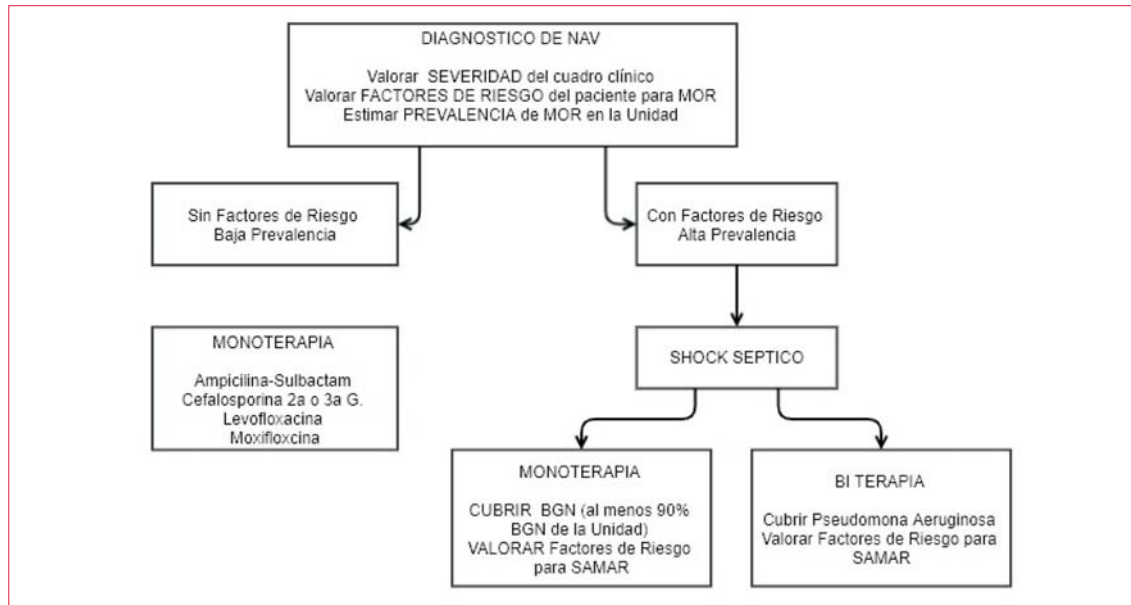 DIAGNOSTICO DE NAV
Valorar SEVERIDAD del cuadro clínico
Valorar FACTORES DE RIESGO del paciente para MOR
Estimar PREVALENCIA de MOR en la Unidad
Sin Factores de Riesgo
Baja Prevalencia
Con Factores de Riesgo
Alta Prevalencia
MONOTERAPIA
Ampicilina-Sulbactam
Cefalosporina 2a o 3a G.
Levofloxacina
Moxifloxcina
SHOCK SEPTICO
MONOTERAPIA
CUBRIR BGN (al menos 90%
BGN de la Unidad)
VALORAR Factores de Riesgo
para SAMAR
BI TERAPIA
Cubrir Pseudomona Aeruginosa
Valorar Factores de Riesgo para
SAMAR